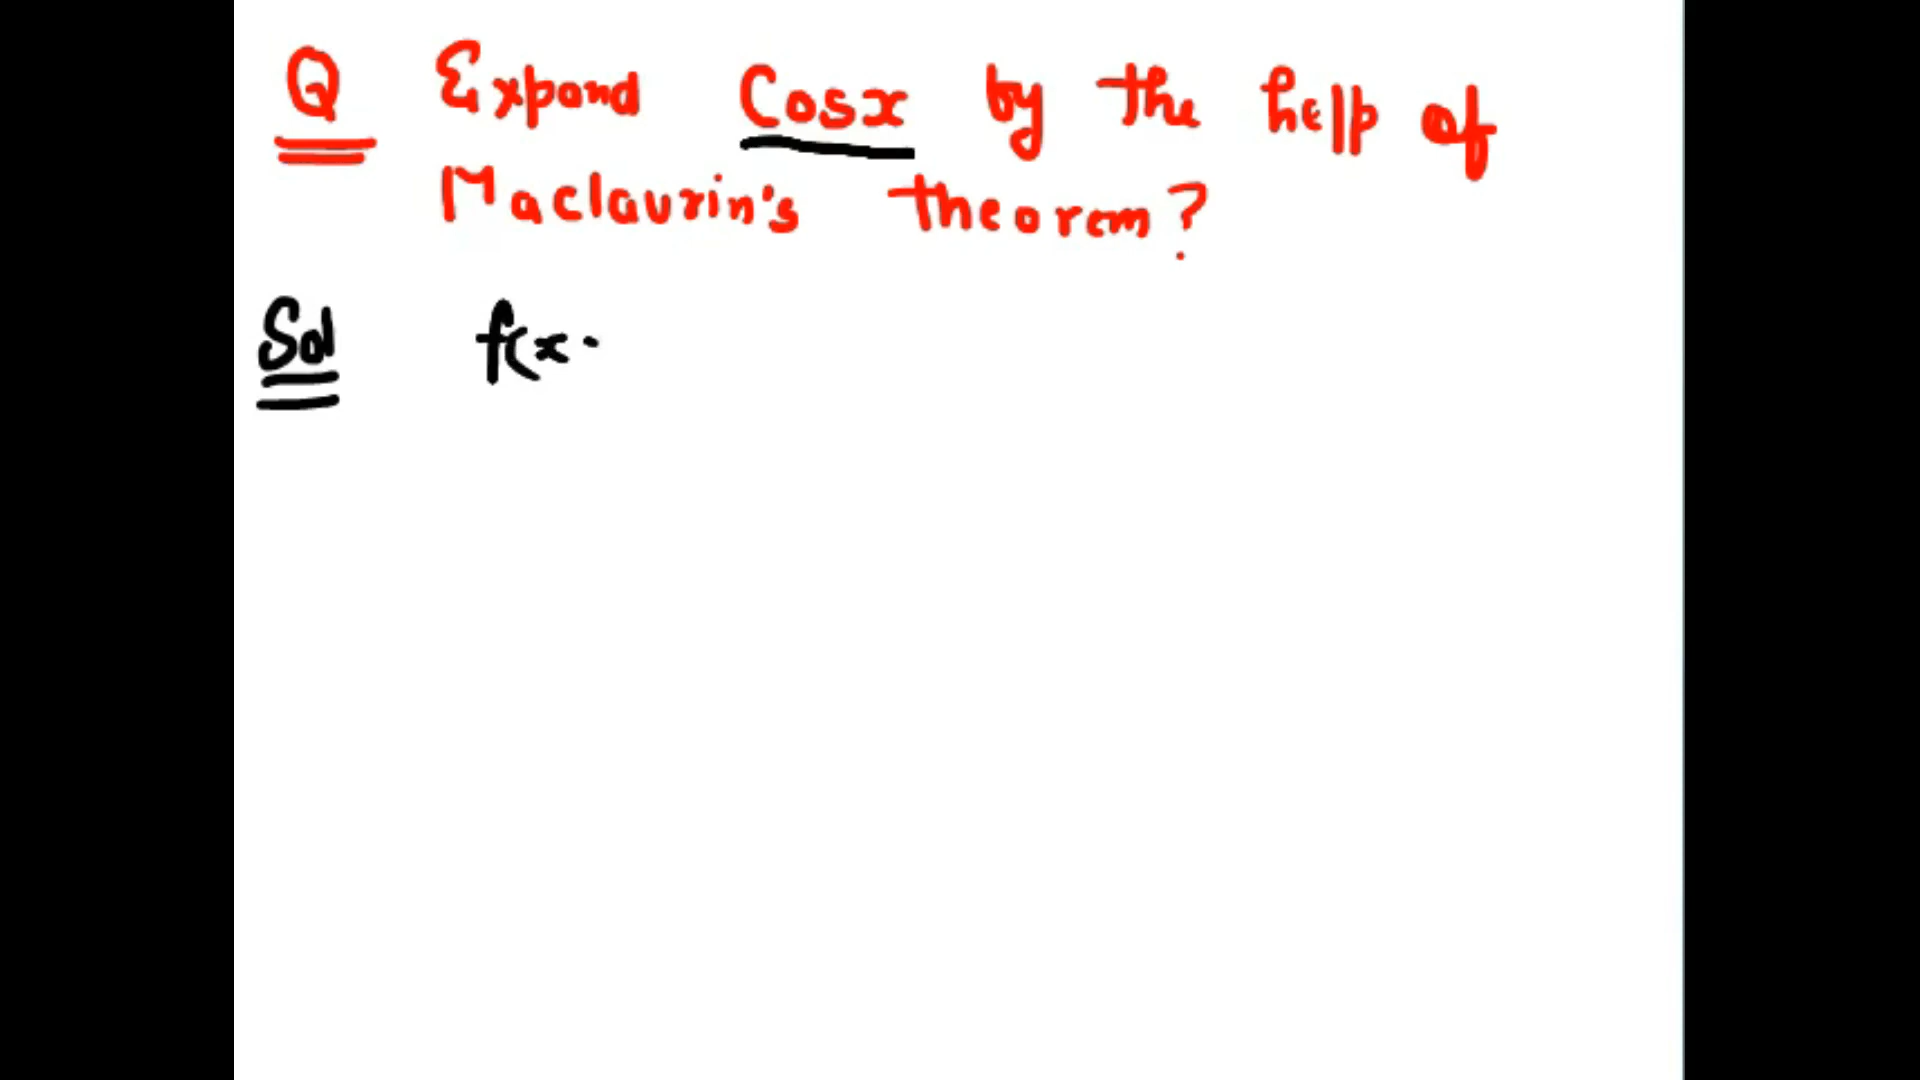 Q Expand Cosx by the help of
Maclaurin's theorem?
Sol f(x